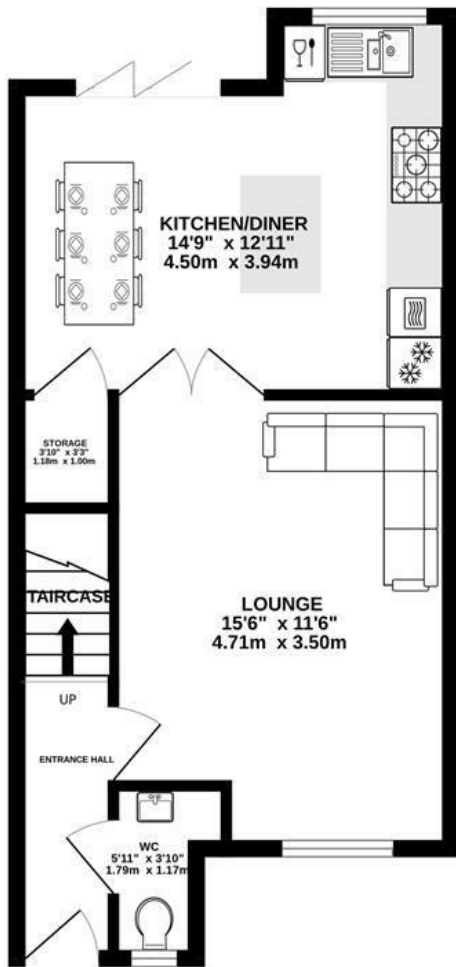 KITCHEN/DINER
14'9" x 12'11"
4.50m x 3.94m
STORAGE
3'10" x 3'3"
1.18m x 1.00m
TAIRCASE
LOUNGE
15'6" x 11'6"
4.71m x 3.50m
UP
ENTRANCE HALL
WC
5'11" x 3'10"
1.79m x 1.17m